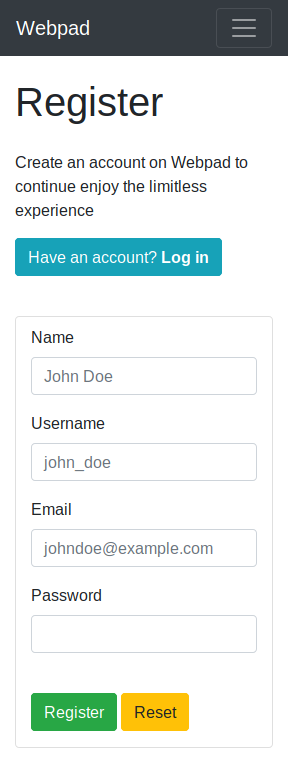 Webpad
Register
Create an account on Webpad to
continue enjoy the limitless
experience
Have an account? Log in
Name
John Doe
Username
john_doe
Email
johndoe@example.com
Password
Register Reset